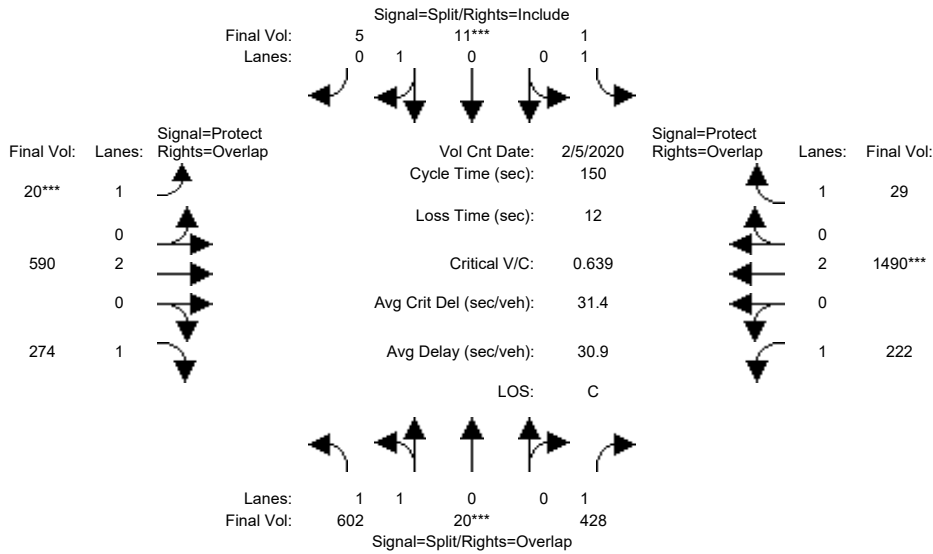 Signal=Split/Rights=Include
Final Vol: 5 11*** 1
Lanes: 0 1 0 0 1
Signal=Protect
Final Vol: Lanes: Rights=Overlap
Vol Cnt Date: 2/5/2020
Signal=Protect
Rights=Overlap Lanes: Final Vol:
Cycle Time (sec): 150
20*** 1
1 29
Loss Time (sec): 12
0
0
590 2
Critical V/C: 0.639
2 1490***
0
Avg Crit Del (sec/veh): 31.4
0
274 1
Avg Delay (sec/veh): 30.9
1 222
LOS: C
Lanes: 1 1 0 0 1
Final Vol: 602 20*** 428
Signal=Split/Rights=Overlap